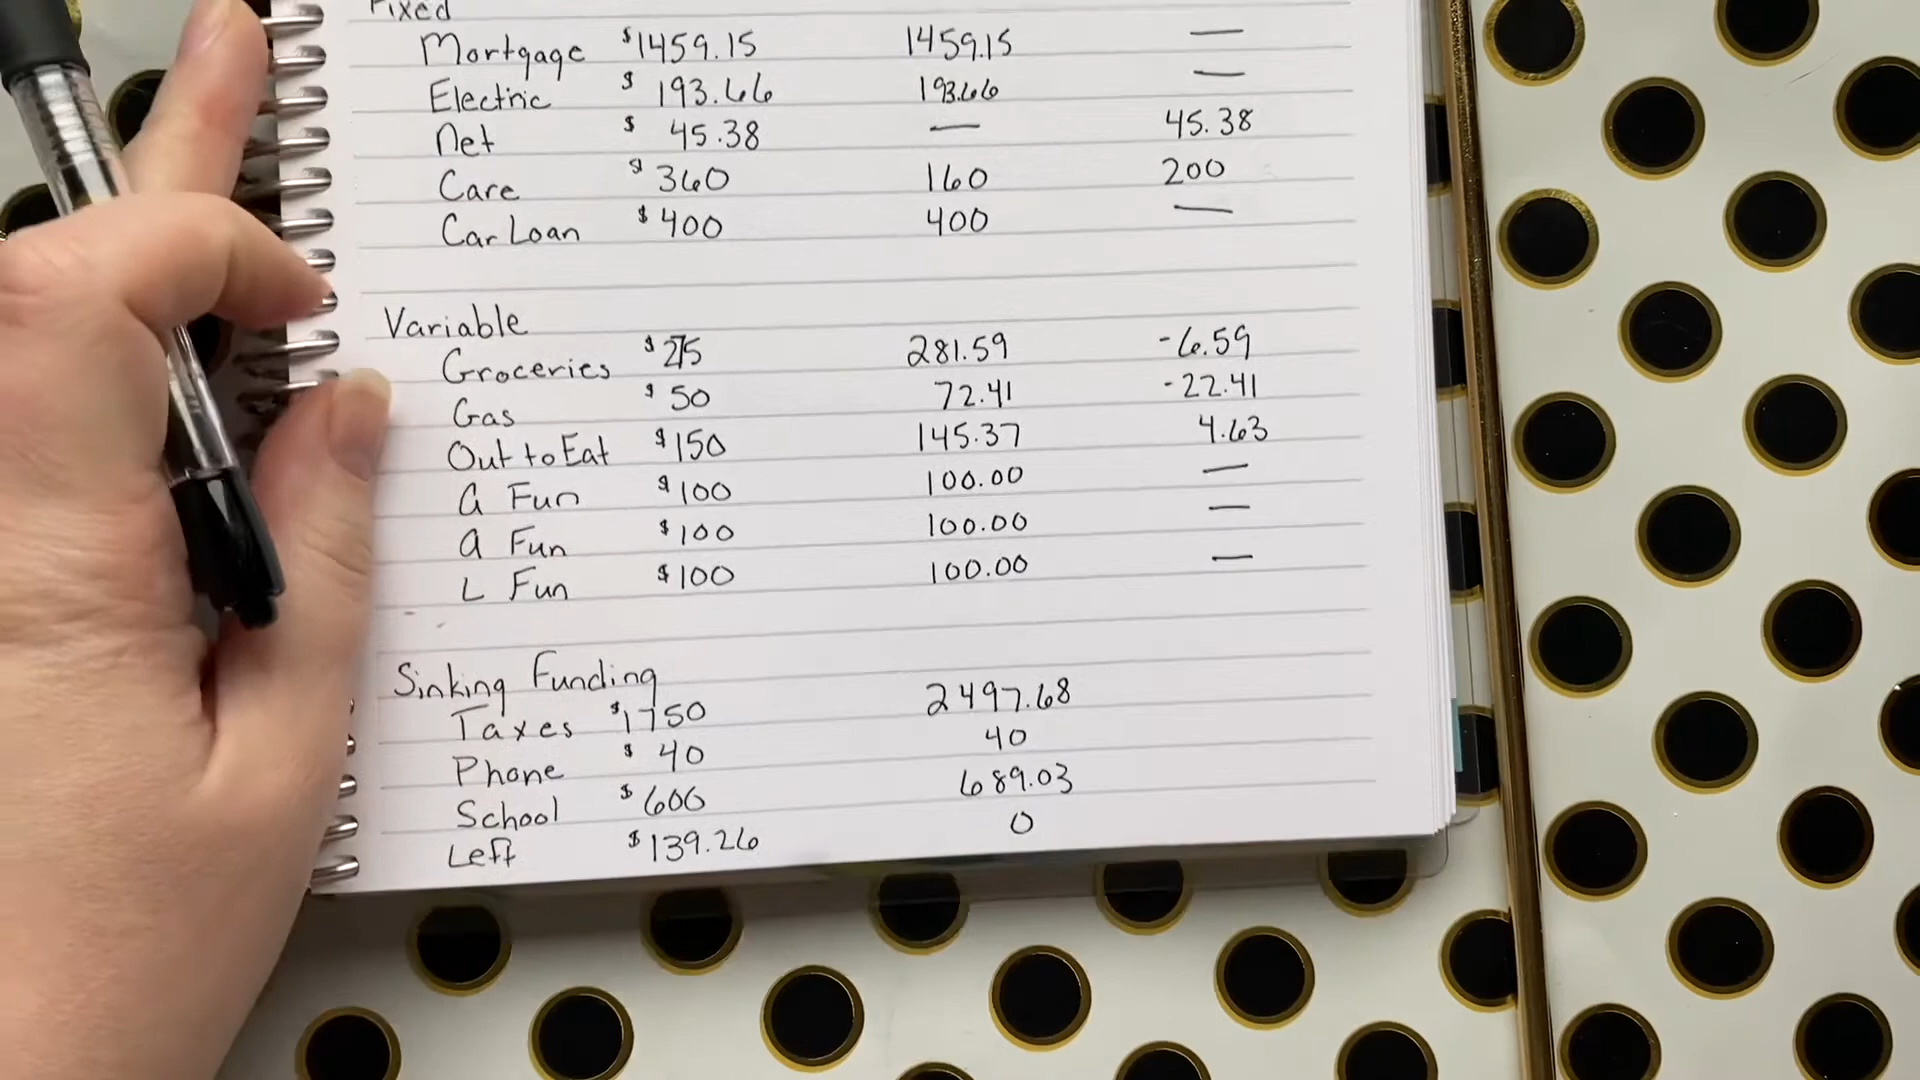 Fixed
Mortgage $1459.15 1459.15 —
Electric $ 193.66 193.66 —
Net $ 45.38 — 45.38
Care $ 360 160 200
Car Loan $ 400 400 —
Variable
Groceries $ 275 281.59 -6.59
Gas $ 50 72.41 -22.41
Out to Eat $150 145.37 4.63
a Fun $100 100.00 —
a Fun $100 100.00 —
L Fun $100 100.00 —
Sinking Funding
Taxes $1750 2497.68
Phone $ 40 40
School $ 600 689.03
Left $139.26 0